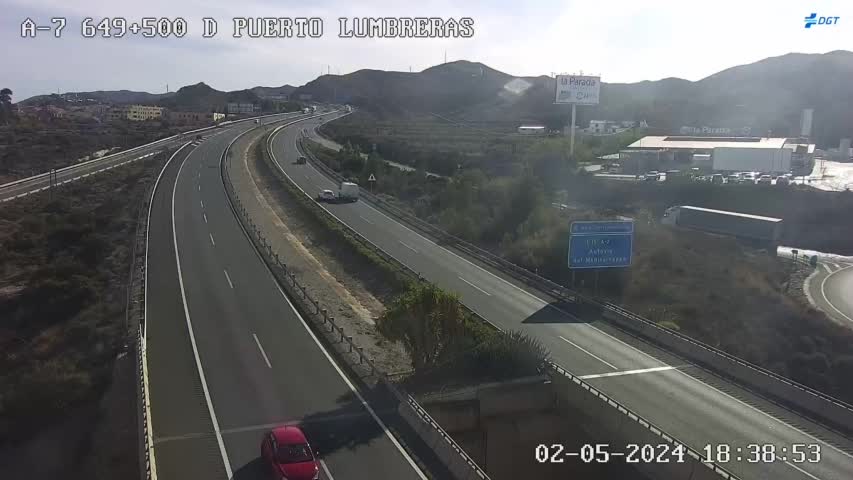 A-7 649+500 D PUERTO LUMBRERAS
DGT
la Parada
la Parada
A-7
Autovía
del Mediterráneo
02-05-2024 18:38:53